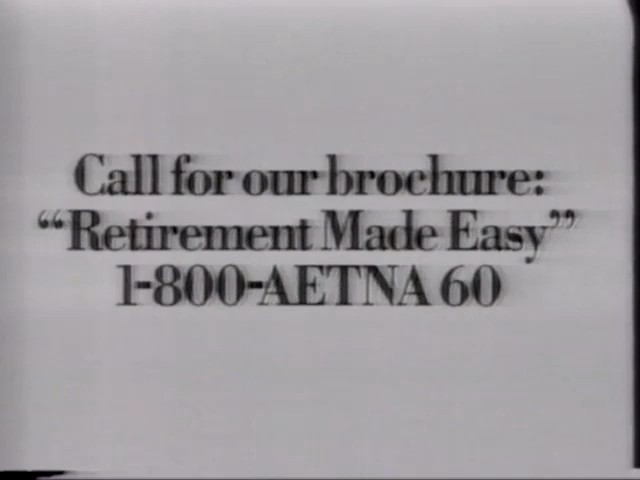 Call for our brochure:
“Retirement Made Easy”
1-800-AETNA 60